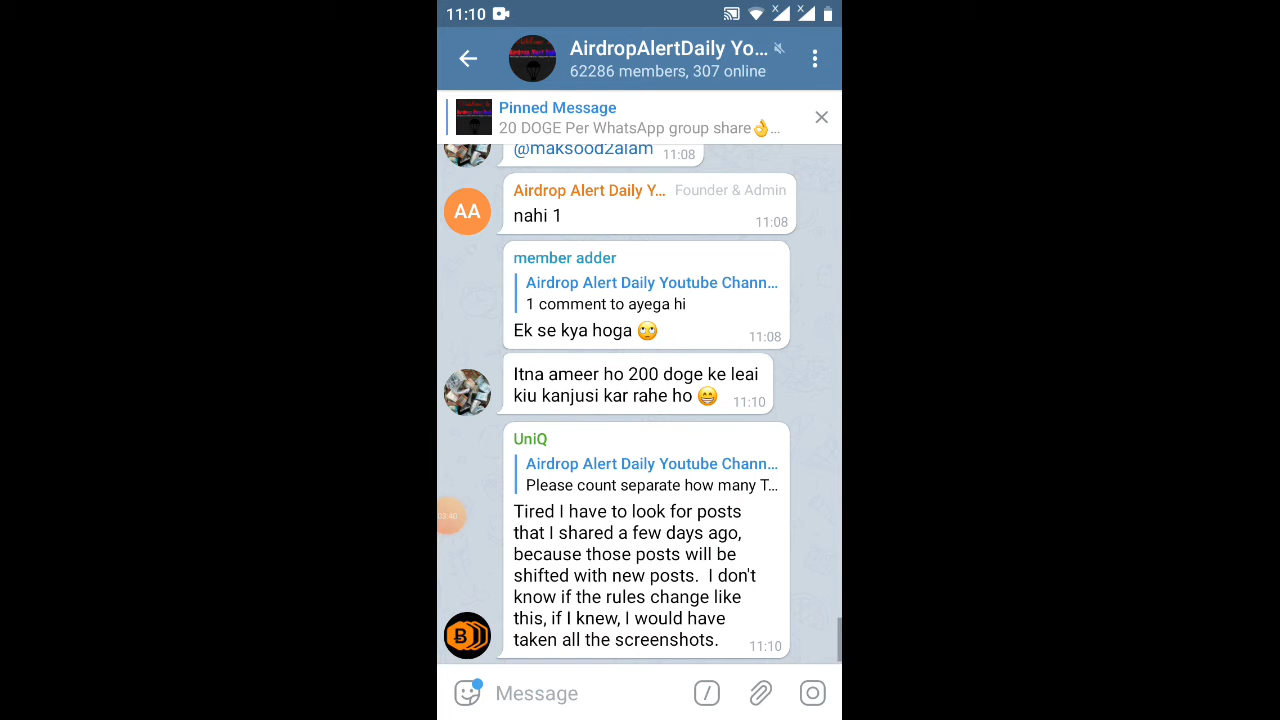 11:10
AirdropAlertDaily Yo...
62286 members, 307 online
Pinned Message
20 DOGE Per WhatsApp group share👌...
@maksood2alam 11:08
Airdrop Alert Daily Y... Founder & Admin
AA
nahi 1
11:08
member adder
Airdrop Alert Daily Youtube Chann...
1 comment to ayega hi
Ek se kya hoga 🙄
11:08
Itna ameer ho 200 doge ke leai
kiu kanjusi kar rahe ho 😁 11:10
UniQ
Airdrop Alert Daily Youtube Chann...
Please count separate how many T...
03:40
Tired I have to look for posts
that I shared a few days ago,
because those posts will be
shifted with new posts.  I don't
know if the rules change like
this, if I knew, I would have
taken all the screenshots. 11:10
Message